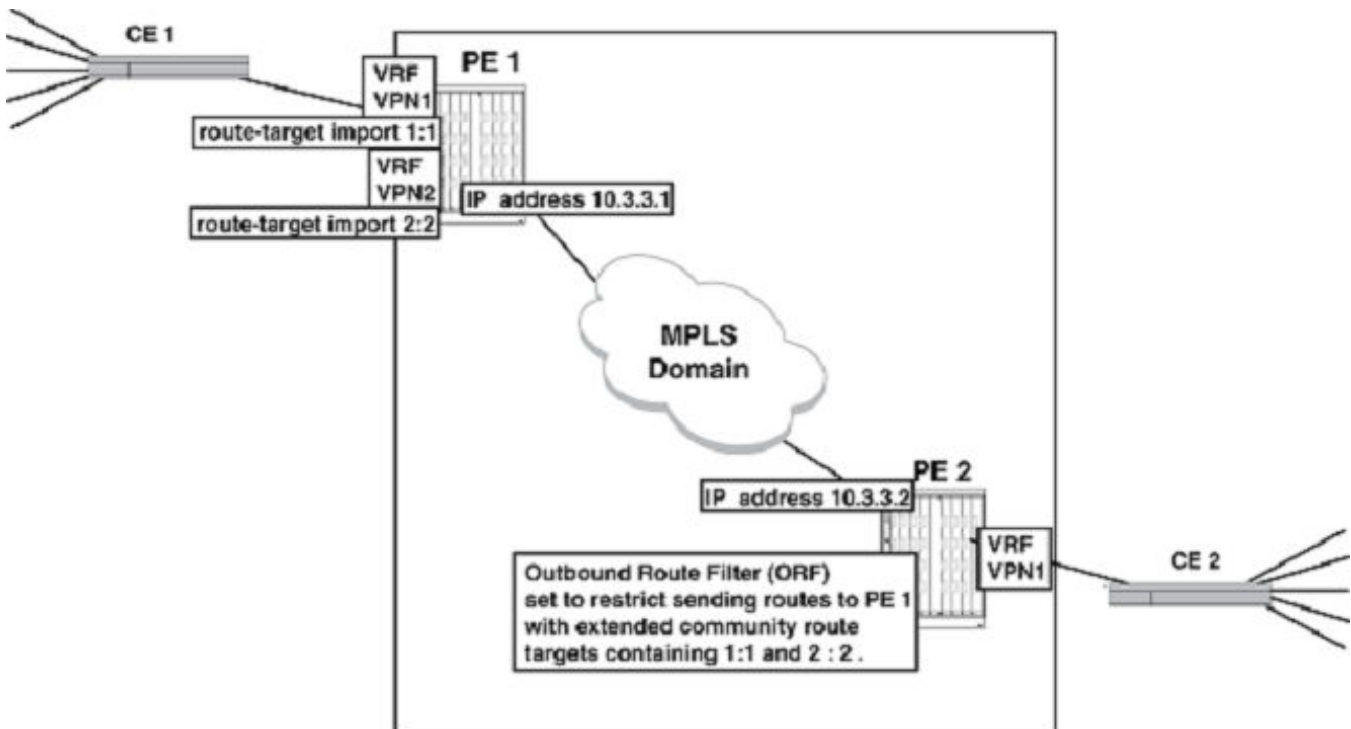 CE 1
VRF
VPN1
PE 1
route-target import 1:1
VRF
VPN2
IP address 10.3.3.1
route-target import 2:2
MPLS
Domain
PE 2
IP address 10.3.3.2
VRF
VPN1
CE 2
Outbound Route Filter (ORF)
set to restrict sending routes to PE 1
with extended community route
targets containing 1:1 and 2 : 2 .